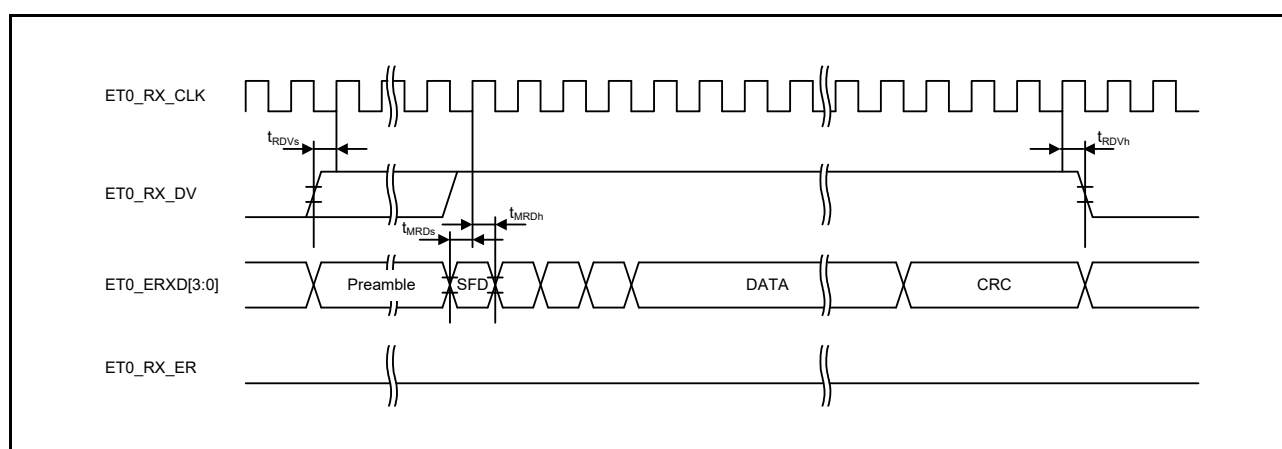 ET0_RX_CLK
tRDVs
tRDVh
ET0_RX_DV
tMRDh
tMRDs
ET0_ERXD[3:0]
Preamble
SFD
DATA
CRC
ET0_RX_ER